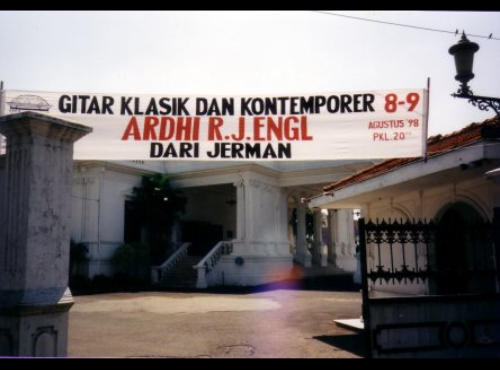 GITAR KLASIK DAN KONTEMPORER 8-9
ARDHI R.J.ENGL AGUSTUS '98
DARI JERMAN PKL.20